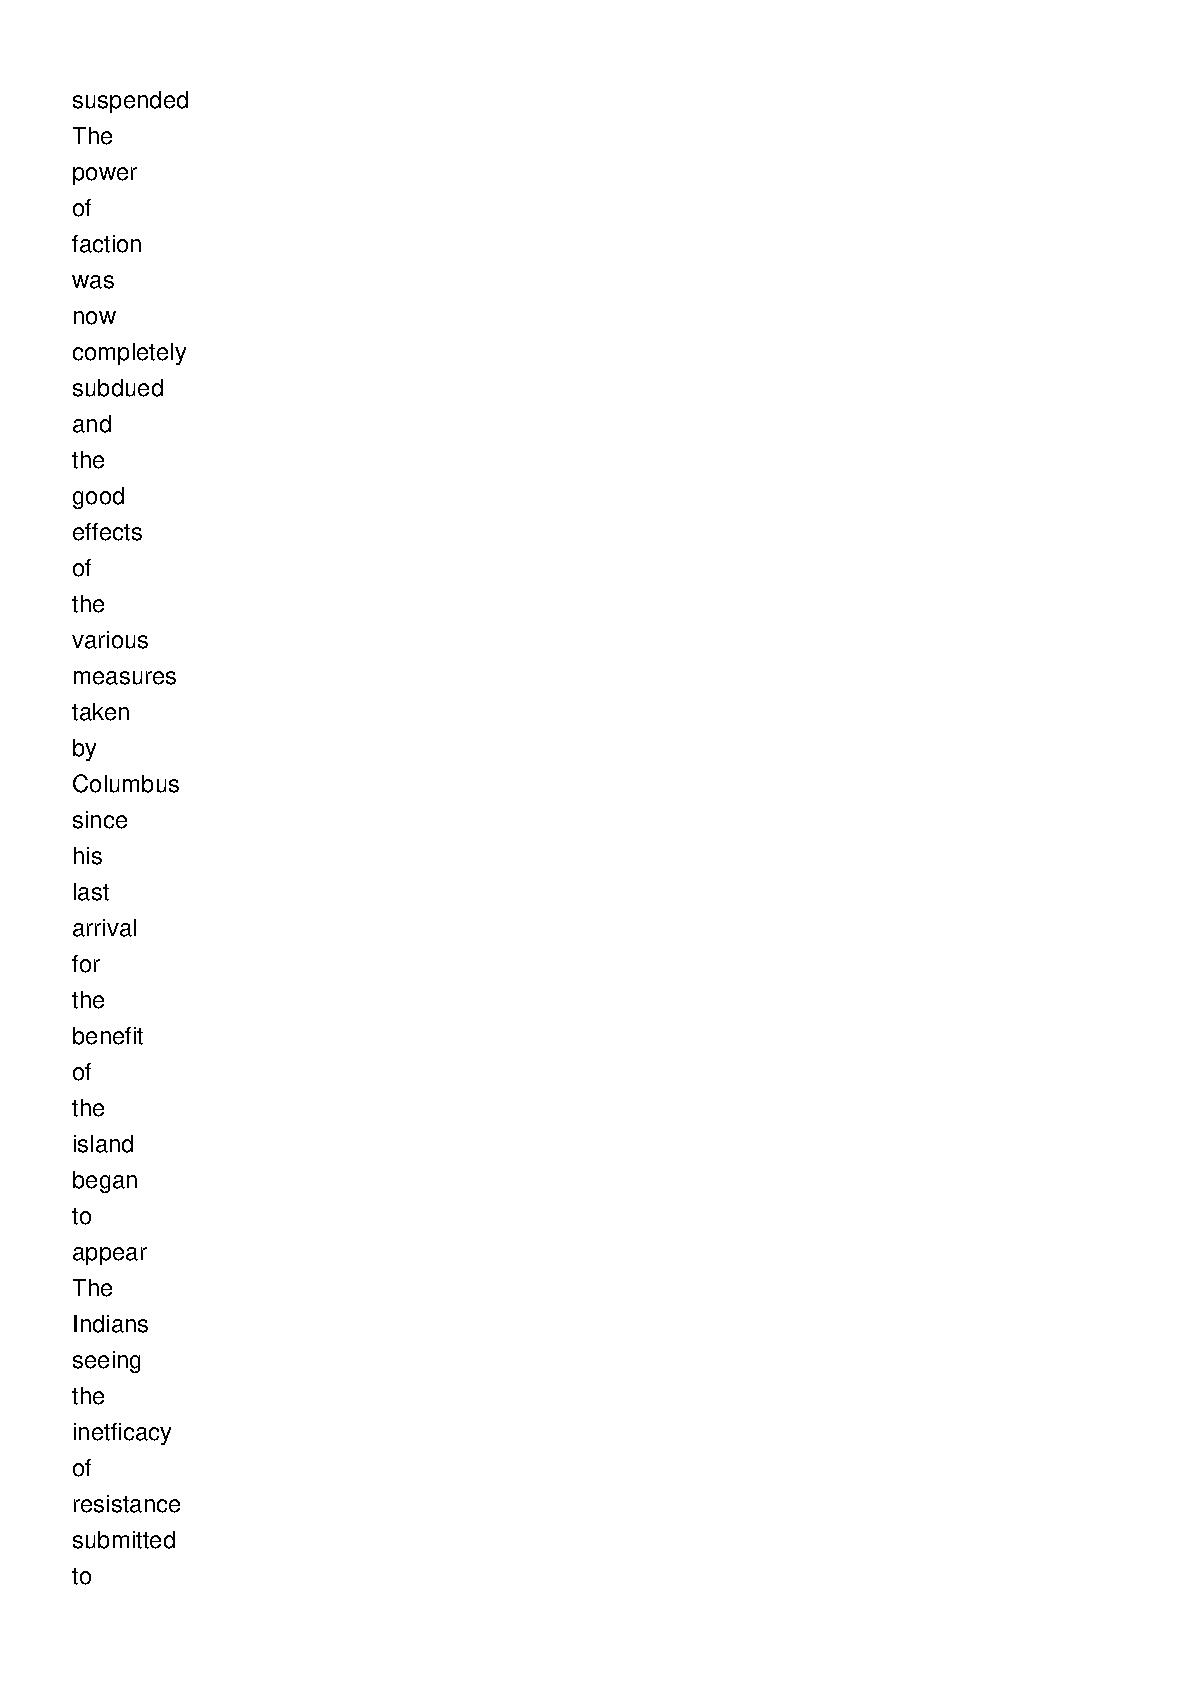 suspended
The
power
of
faction
was
now
completely
subdued
and
the
good
effects
of
the
various
measures
taken
by
Columbus
since
his
last
arrival
for
the
benefit
of
the
island
began
to
appear
The
Indians
seeing
the
inetficacy
of
resistance
submitted
to